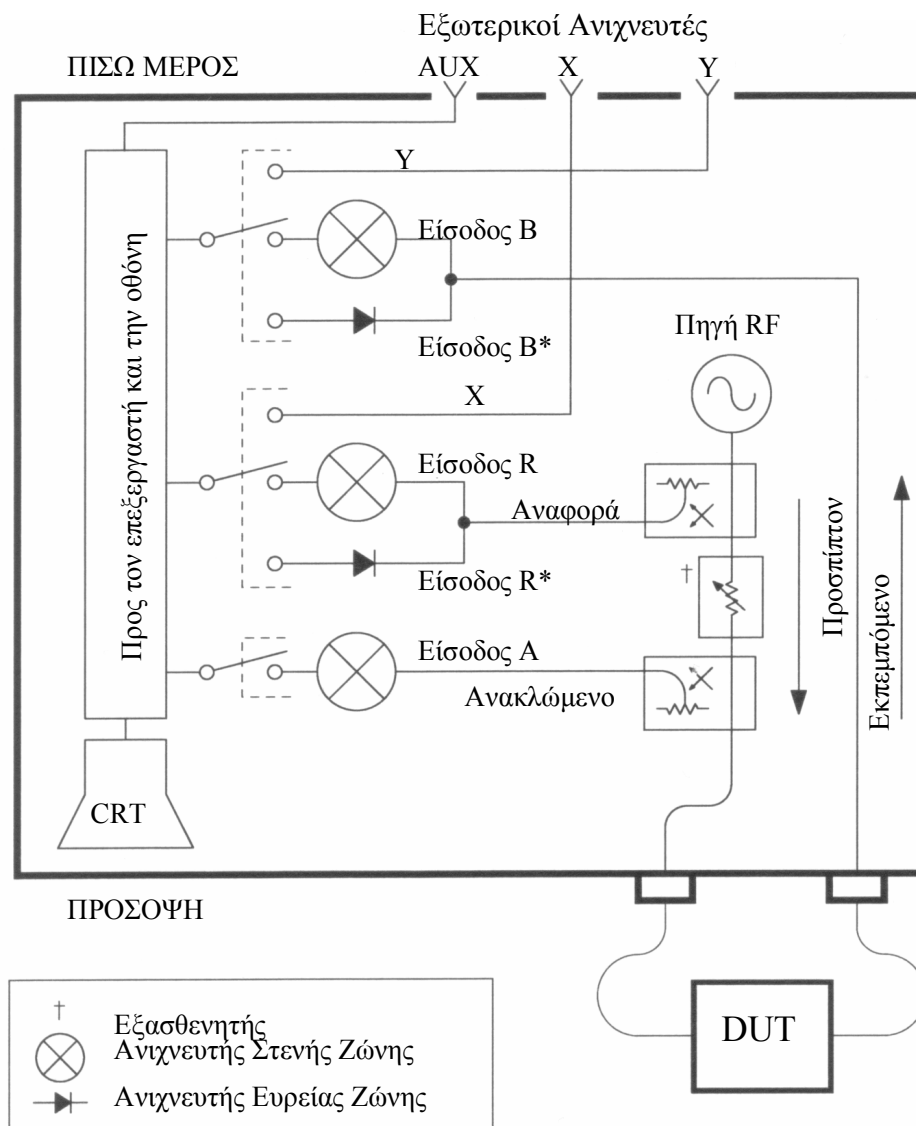 Εξωτερικοί Ανιχνευτές
ΠΙΣΩ ΜΕΡΟΣ
AUX
X
Y
Y
Είσοδος B
Είσοδος B*
Πηγή RF
X
Προς τον επεξεργαστή και την οθόνη
Είσοδος R
Αναφορά
Είσοδος R*
†
Προσπίπτον
Εκπεμπόμενο
Είσοδος A
Ανακλώμενο
CRT
ΠΡΟΣΟΨΗ
DUT
† Εξασθενητής
Ανιχνευτής Στενής Ζώνης
Ανιχνευτής Ευρείας Ζώνης